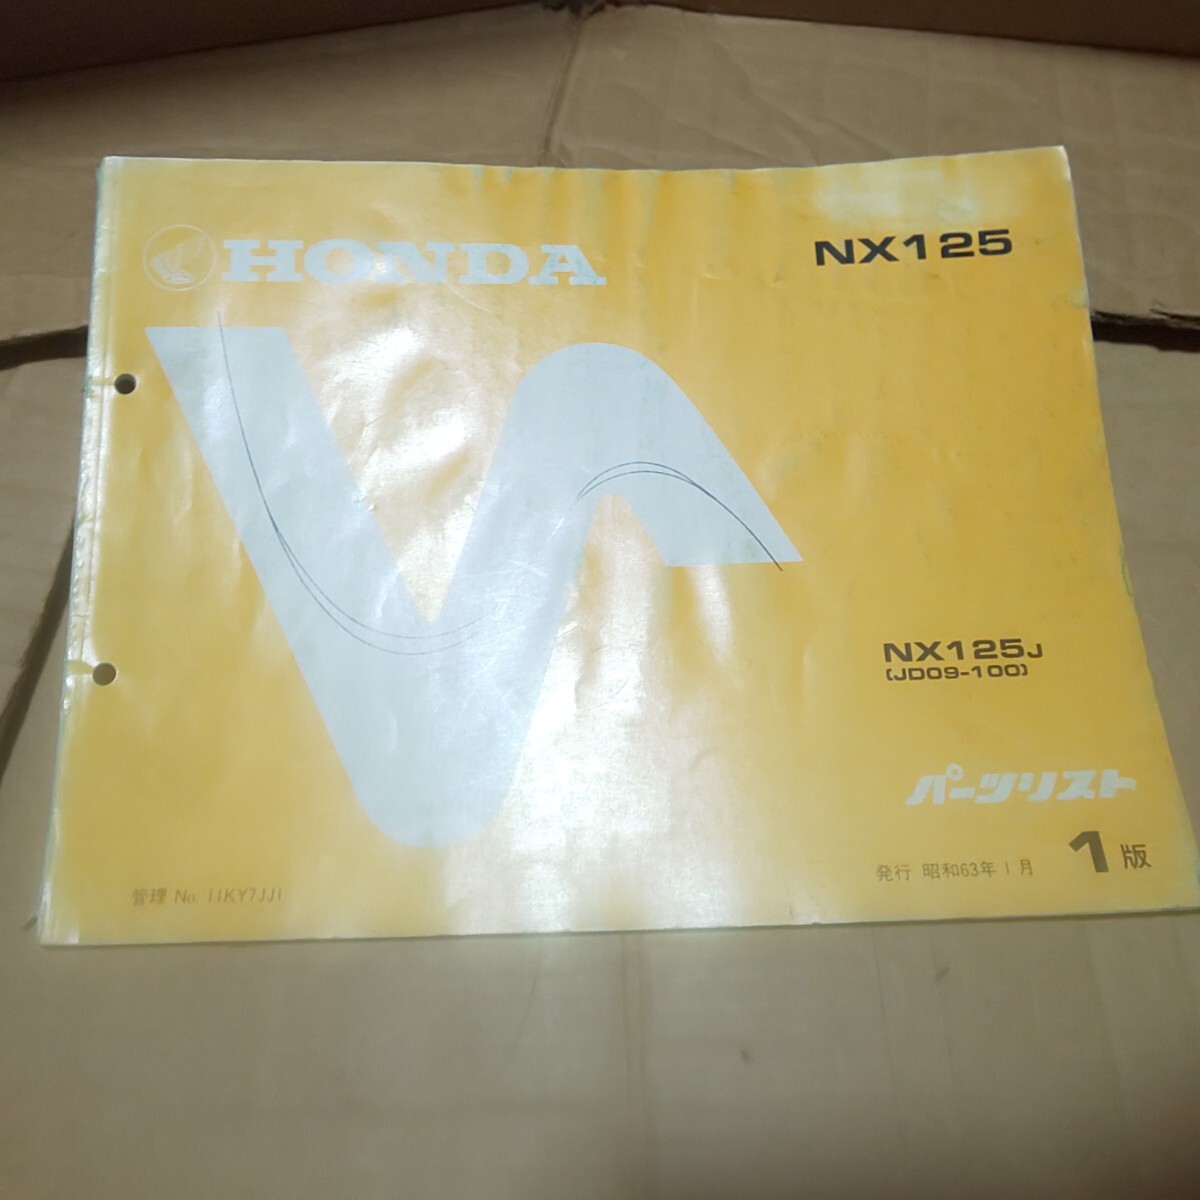 HONDA
NX125
NX125J
(JD09-100)
パーツリスト
発行 昭和63年1月 1版
管理 No. 11KY7JJ1